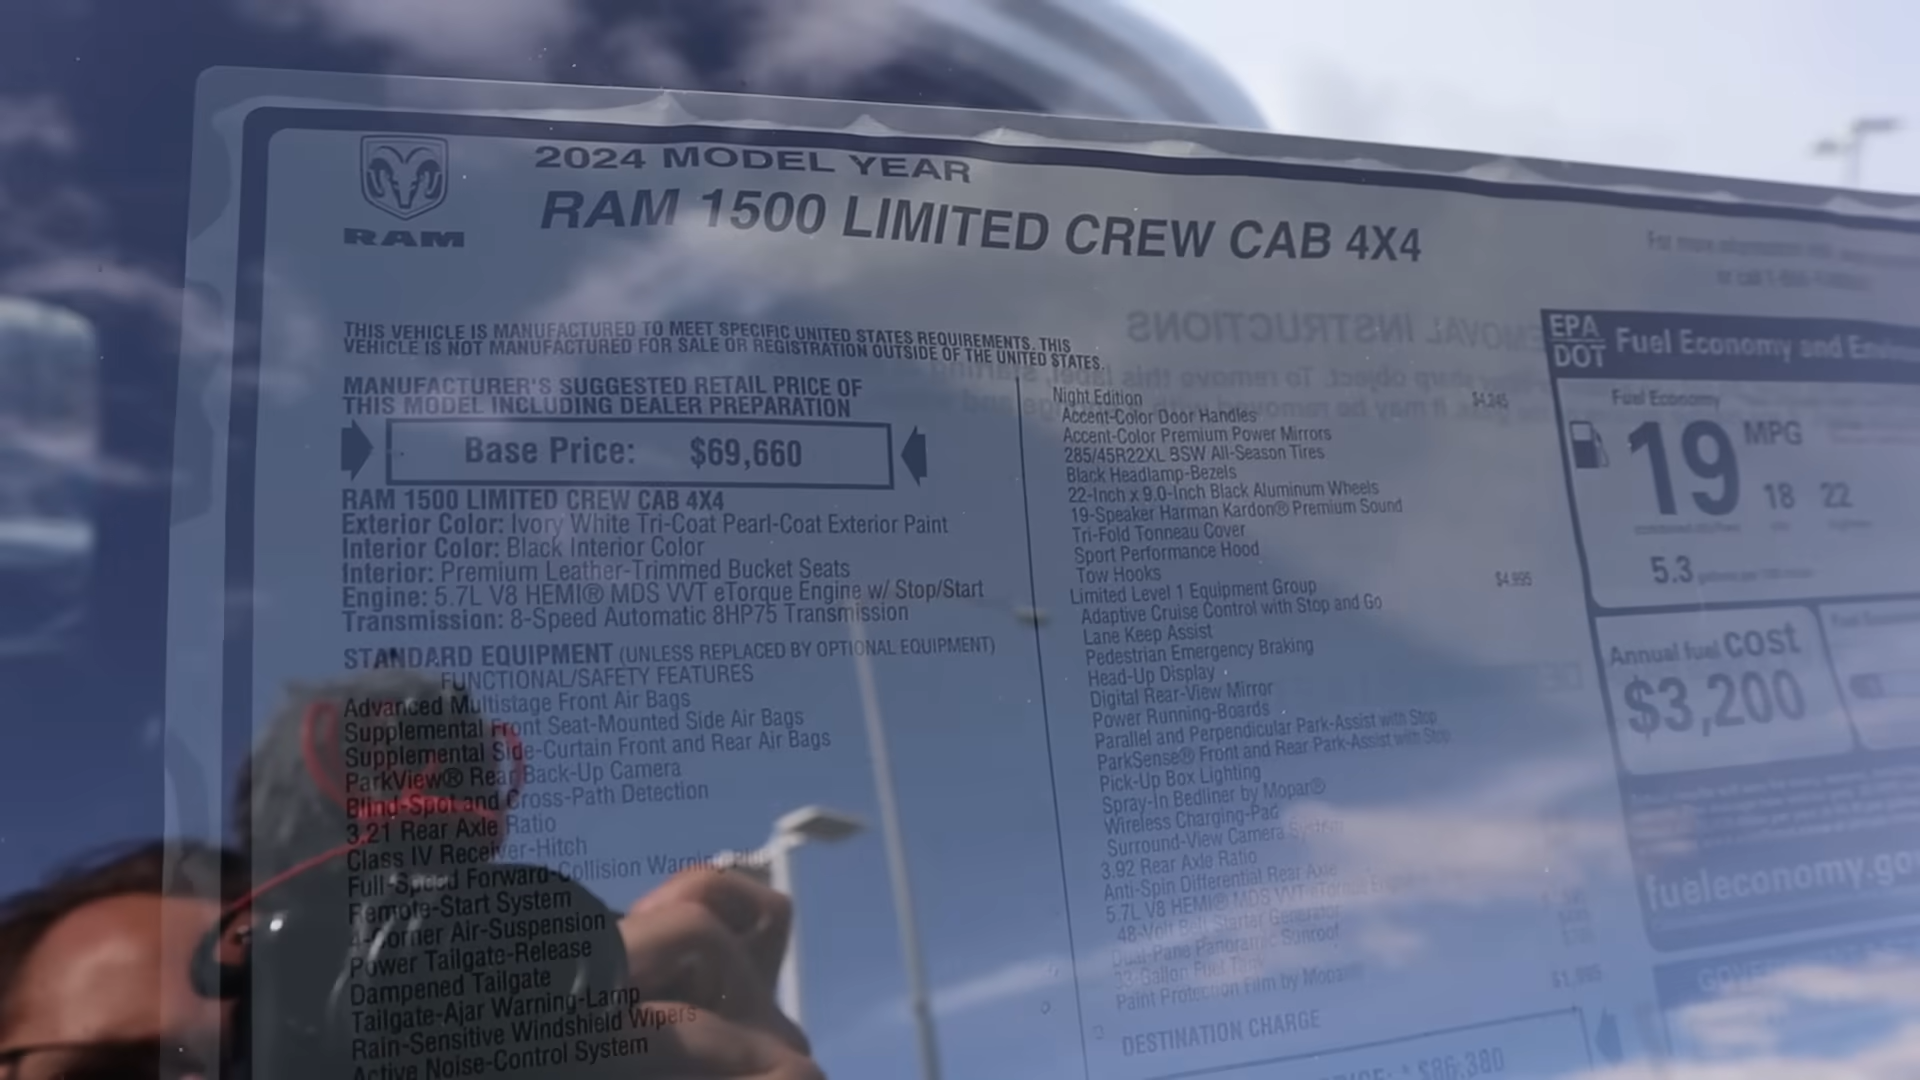 2024 MODEL YEAR
RAM 1500 LIMITED CREW CAB 4X4
RAM
THIS VEHICLE IS MANUFACTURED TO MEET SPECIFIC UNITED STATES REQUIREMENTS. THIS
VEHICLE IS NOT MANUFACTURED FOR SALE OR REGISTRATION OUTSIDE OF THE UNITED STATES.
MANUFACTURER'S SUGGESTED RETAIL PRICE OF
THIS MODEL INCLUDING DEALER PREPARATION
Base Price: $69,660
RAM 1500 LIMITED CREW CAB 4X4
Exterior Color: Ivory White Tri-Coat Pearl-Coat Exterior Paint
Interior Color: Black Interior Color
Interior: Premium Leather-Trimmed Bucket Seats
Engine: 5.7L V8 HEMI® MDS VVT eTorque Engine w/ Stop/Start
Transmission: 8-Speed Automatic 8HP75 Transmission
STANDARD EQUIPMENT (UNLESS REPLACED BY OPTIONAL EQUIPMENT)
FUNCTIONAL/SAFETY FEATURES
Advanced Multistage Front Air Bags
Supplemental Front Seat-Mounted Side Air Bags
Supplemental Side-Curtain Front and Rear Air Bags
ParkView® Rear Back-Up Camera
Blind-Spot and Cross-Path Detection
3.21 Rear Axle Ratio
Class IV Receiver-Hitch
Full-Speed Forward-Collision Warning Plus
Remote-Start System
4-Corner Air-Suspension
Power Tailgate-Release
Dampened Tailgate
Tailgate-Ajar Warning-Lamp
Rain-Sensitive Windshield Wipers
Active Noise-Control System
Night Edition $4,245
Accent-Color Door Handles
Accent-Color Premium Power Mirrors
285/45R22XL BSW All-Season Tires
Black Headlamp-Bezels
22-Inch x 9.0-Inch Black Aluminum Wheels
19-Speaker Harman Kardon® Premium Sound
Tri-Fold Tonneau Cover
Sport Performance Hood
Tow Hooks
Limited Level 1 Equipment Group $4,995
Adaptive Cruise Control with Stop and Go
Lane Keep Assist
Pedestrian Emergency Braking
Head-Up Display
Digital Rear-View Mirror
Power Running-Boards
Parallel and Perpendicular Park-Assist with Stop
ParkSense® Front and Rear Park-Assist with Stop
Pick-Up Box Lighting
Spray-In Bedliner by Mopar®
Wireless Charging-Pad
Surround-View Camera System
3.92 Rear Axle Ratio
Anti-Spin Differential Rear Axle
5.7L V8 HEMI® MDS VVT eTorque
48-Volt Belt Starter Generator
Dual-Pane Panoramic Sunroof
33-Gallon Fuel Tank
Paint Protection Film by Mopar
DESTINATION CHARGE $1,995
$86,380
EPA
DOT
Fuel Economy and
Fuel Economy
19 MPG
18 22
5.3
Annual fuel cost
$3,200
fueleconomy.go